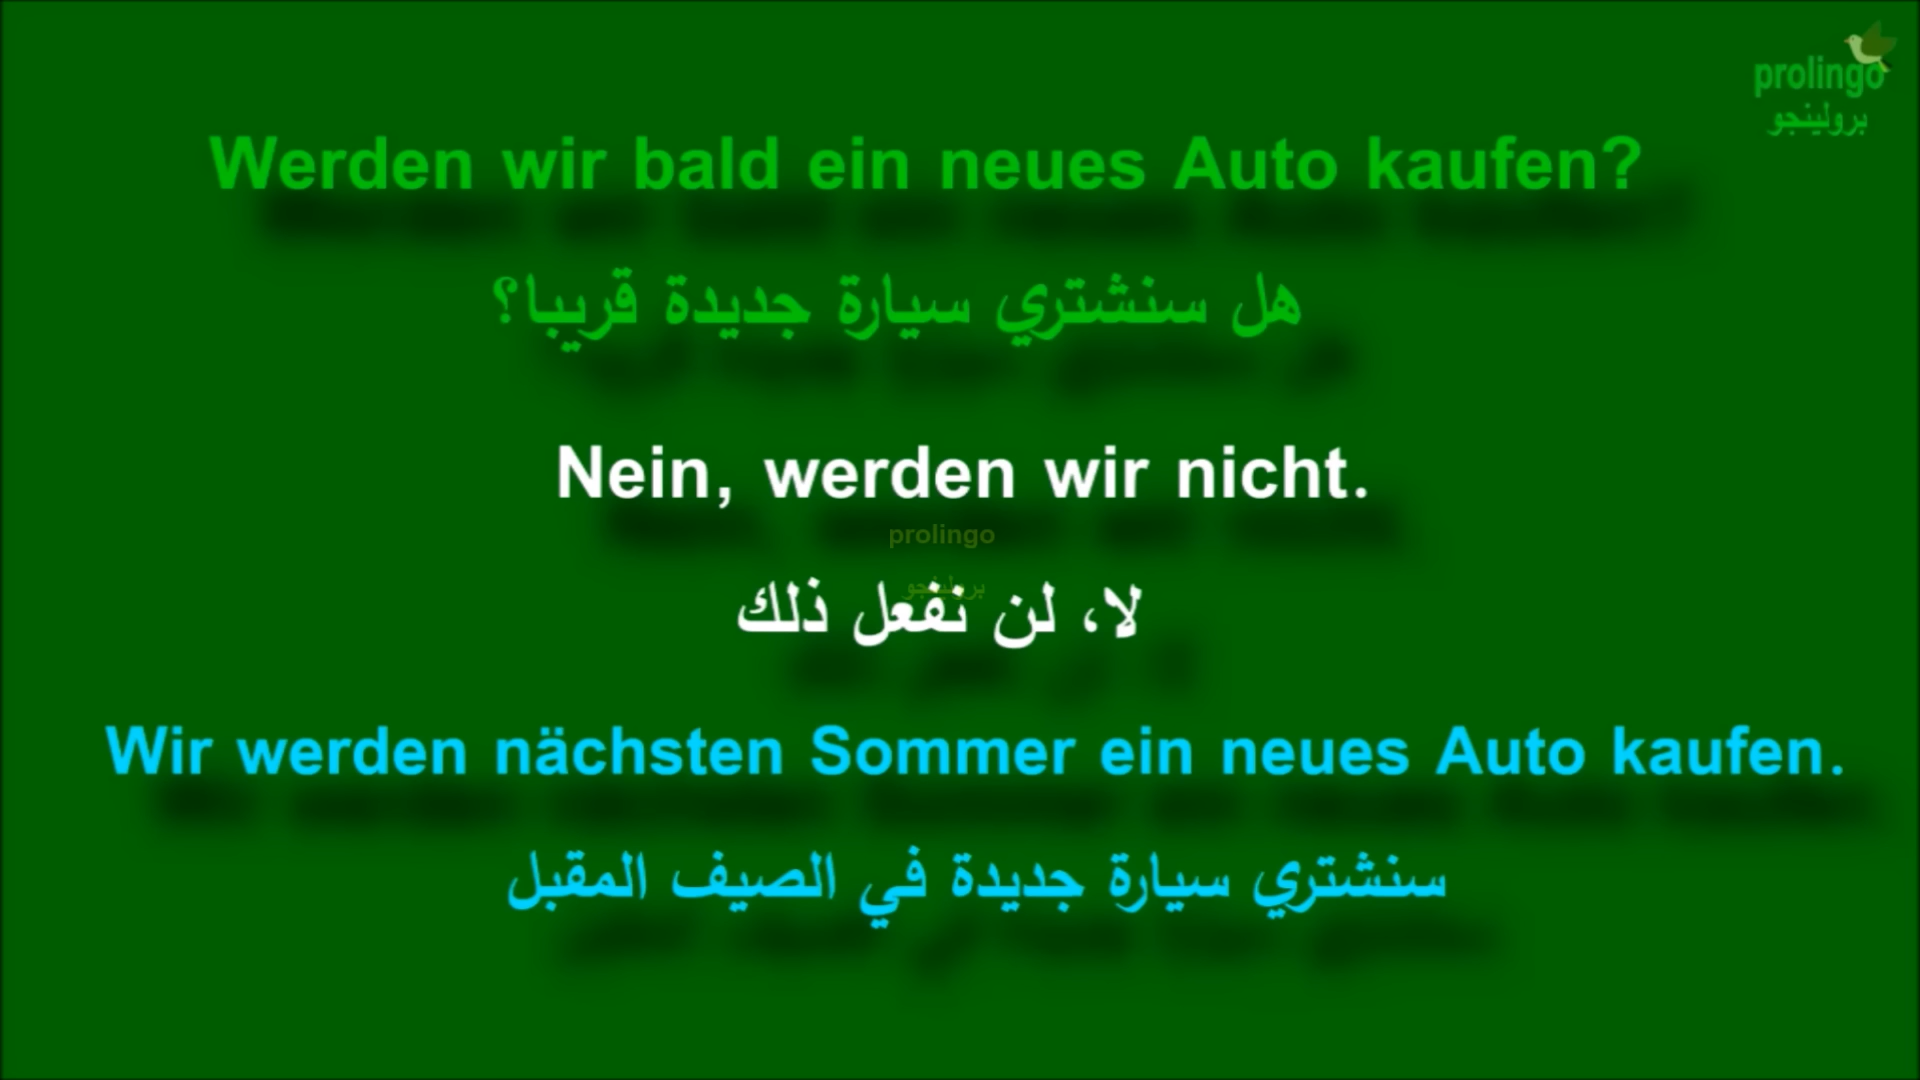 prolingo
برولينجو
Werden wir bald ein neues Auto kaufen?
هل سنشتري سيارة جديدة قريبا؟
Nein, werden wir nicht.
prolingo
برولينجو
لا، لن نفعل ذلك
Wir werden nächsten Sommer ein neues Auto kaufen.
سنشتري سيارة جديدة في الصيف المقبل